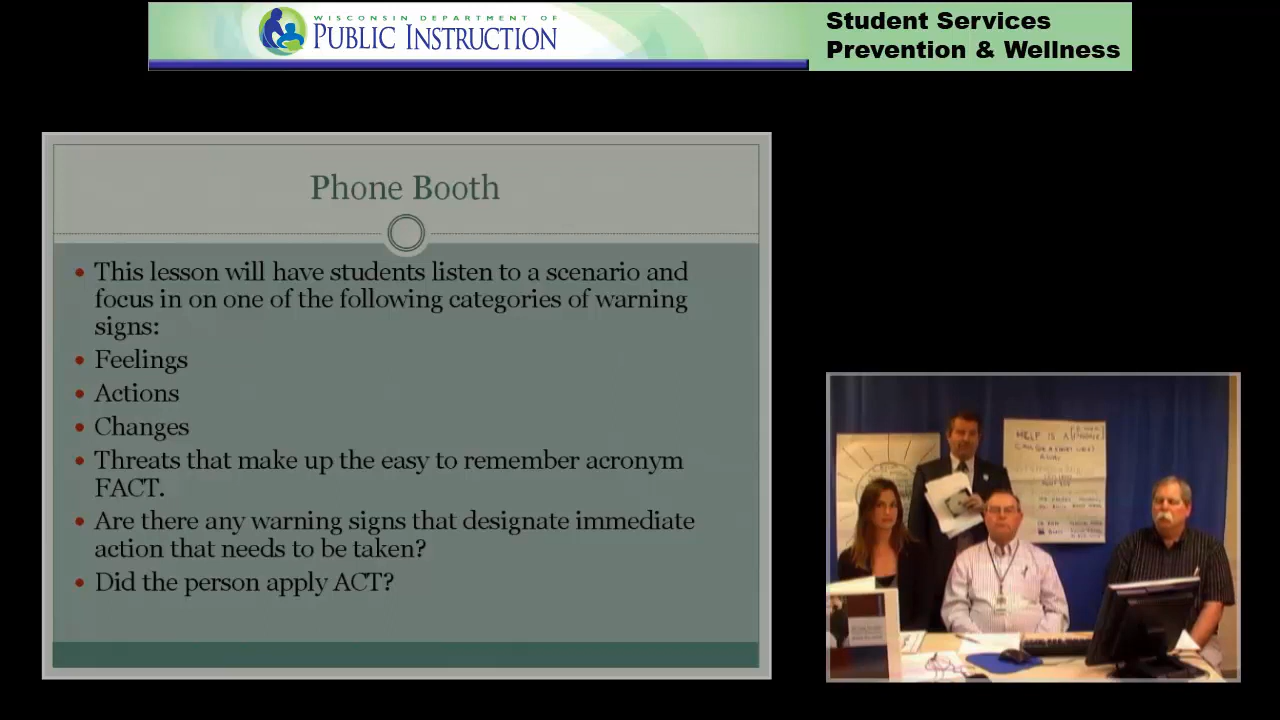 WISCONSIN DEPARTMENT OF
PUBLIC INSTRUCTION
Student Services
Prevention & Wellness
Phone Booth
• This lesson will have students listen to a scenario and
focus in on one of the following categories of warning
signs:
• Feelings
• Actions
• Changes
• Threats that make up the easy to remember acronym
FACT.
• Are there any warning signs that designate immediate
action that needs to be taken?
• Did the person apply ACT?
HELP IS A